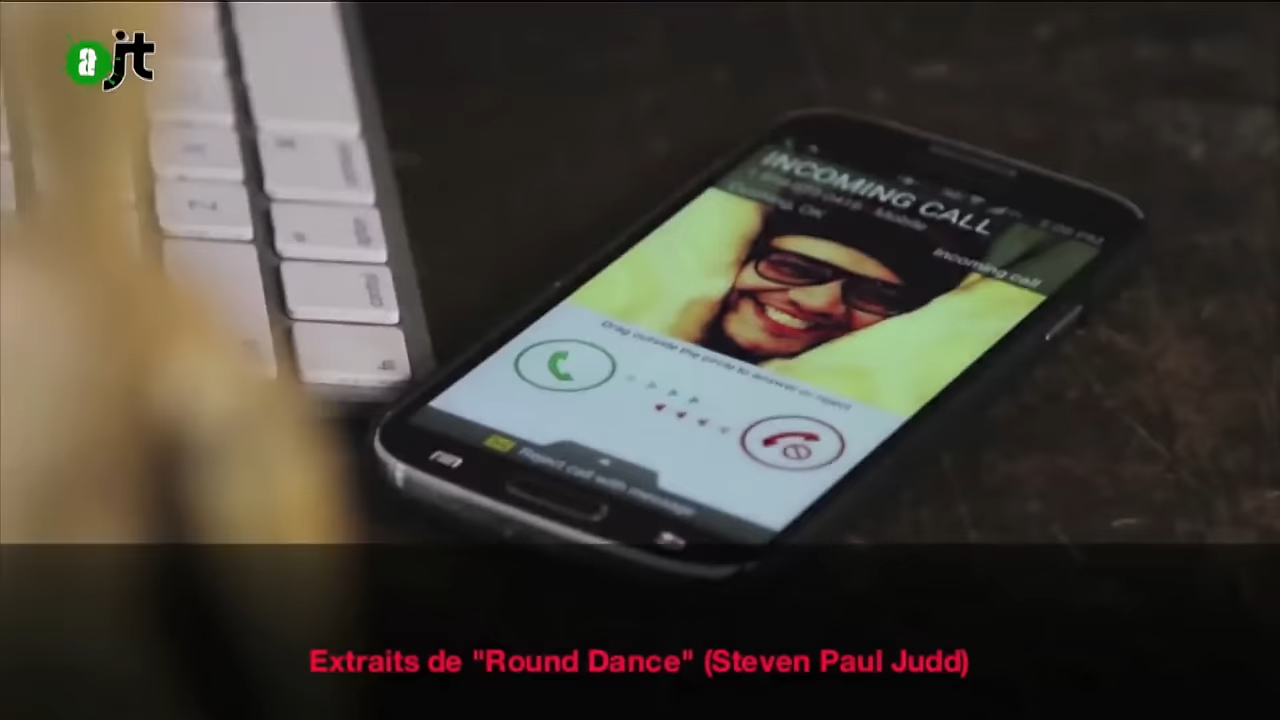 ajt
INCOMING CALL
Mobile
Incoming call
Drag outside the circle to answer or reject
Reject call with message
Extraits de "Round Dance" (Steven Paul Judd)